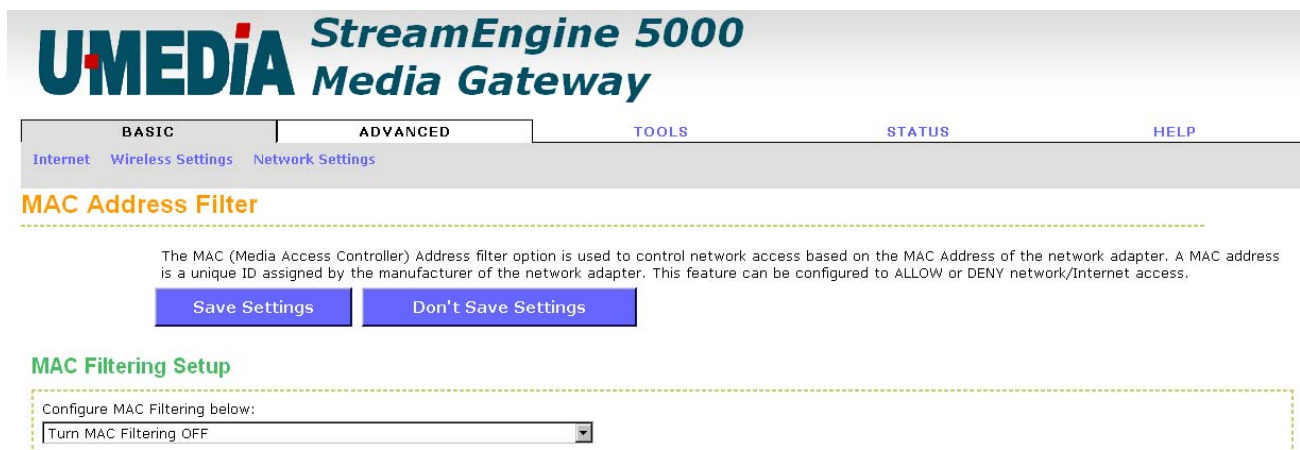 U·MEDiA StreamEngine 5000
Media Gateway
BASIC ADVANCED TOOLS STATUS HELP
Internet Wireless Settings Network Settings
MAC Address Filter
The MAC (Media Access Controller) Address filter option is used to control network access based on the MAC Address of the network adapter. A MAC address
is a unique ID assigned by the manufacturer of the network adapter. This feature can be configured to ALLOW or DENY network/Internet access.
Save Settings Don't Save Settings
MAC Filtering Setup
Configure MAC Filtering below:
Turn MAC Filtering OFF